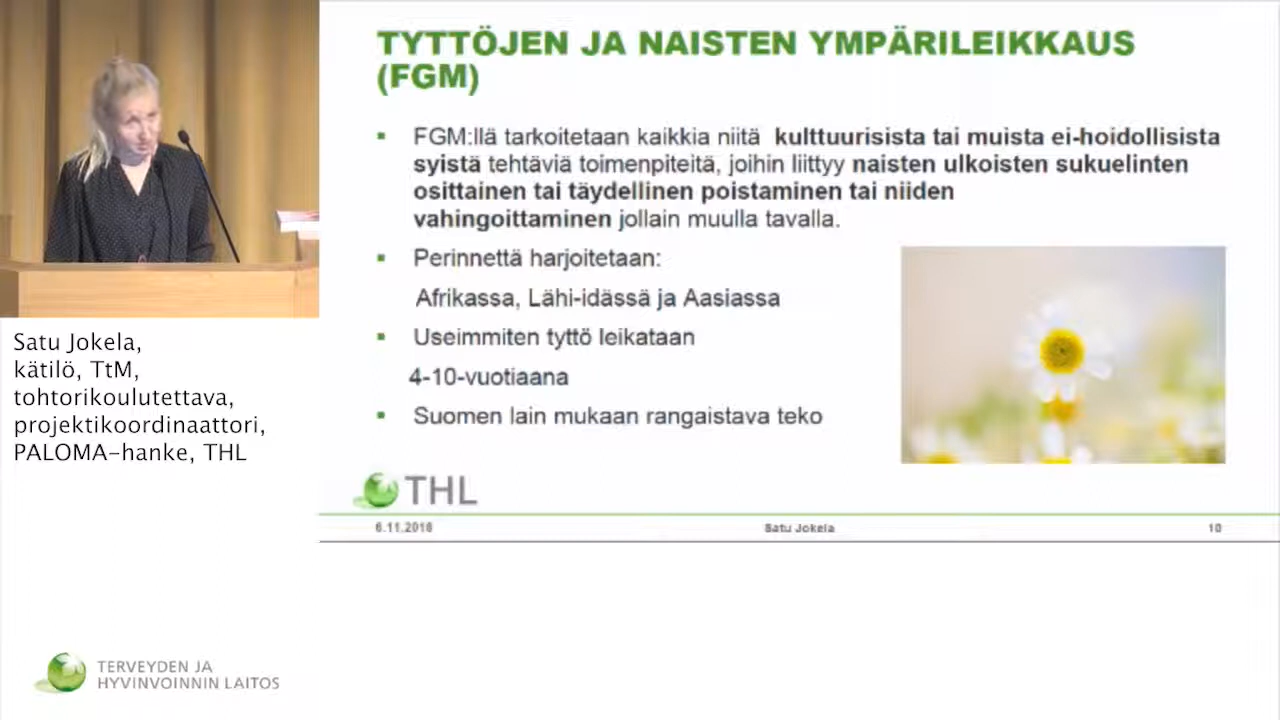 TYTTÖJEN JA NAISTEN YMPÄRILEIKKAUS
(FGM)
FGM:llä tarkoitetaan kaikkia niitä kulttuurisista tai muista ei-hoidollisista
syistä tehtäviä toimenpiteitä, joihin liittyy naisten ulkoisten sukuelinten
osittainen tai täydellinen poistaminen tai niiden
vahingoittaminen jollain muulla tavalla.
Perinnettä harjoitetaan:
Afrikassa, Lähi-idässä ja Aasiassa
Useimmiten tyttö leikataan
4-10-vuotiaana
Suomen lain mukaan rangaistava teko
THL
6.11.2018
Satu Jokela
10
Satu Jokela,
kätilö, TtM,
tohtorikoulutettava,
projektikoordinaattori,
PALOMA-hanke, THL
TERVEYDEN JA
HYVINVOINNIN LAITOS